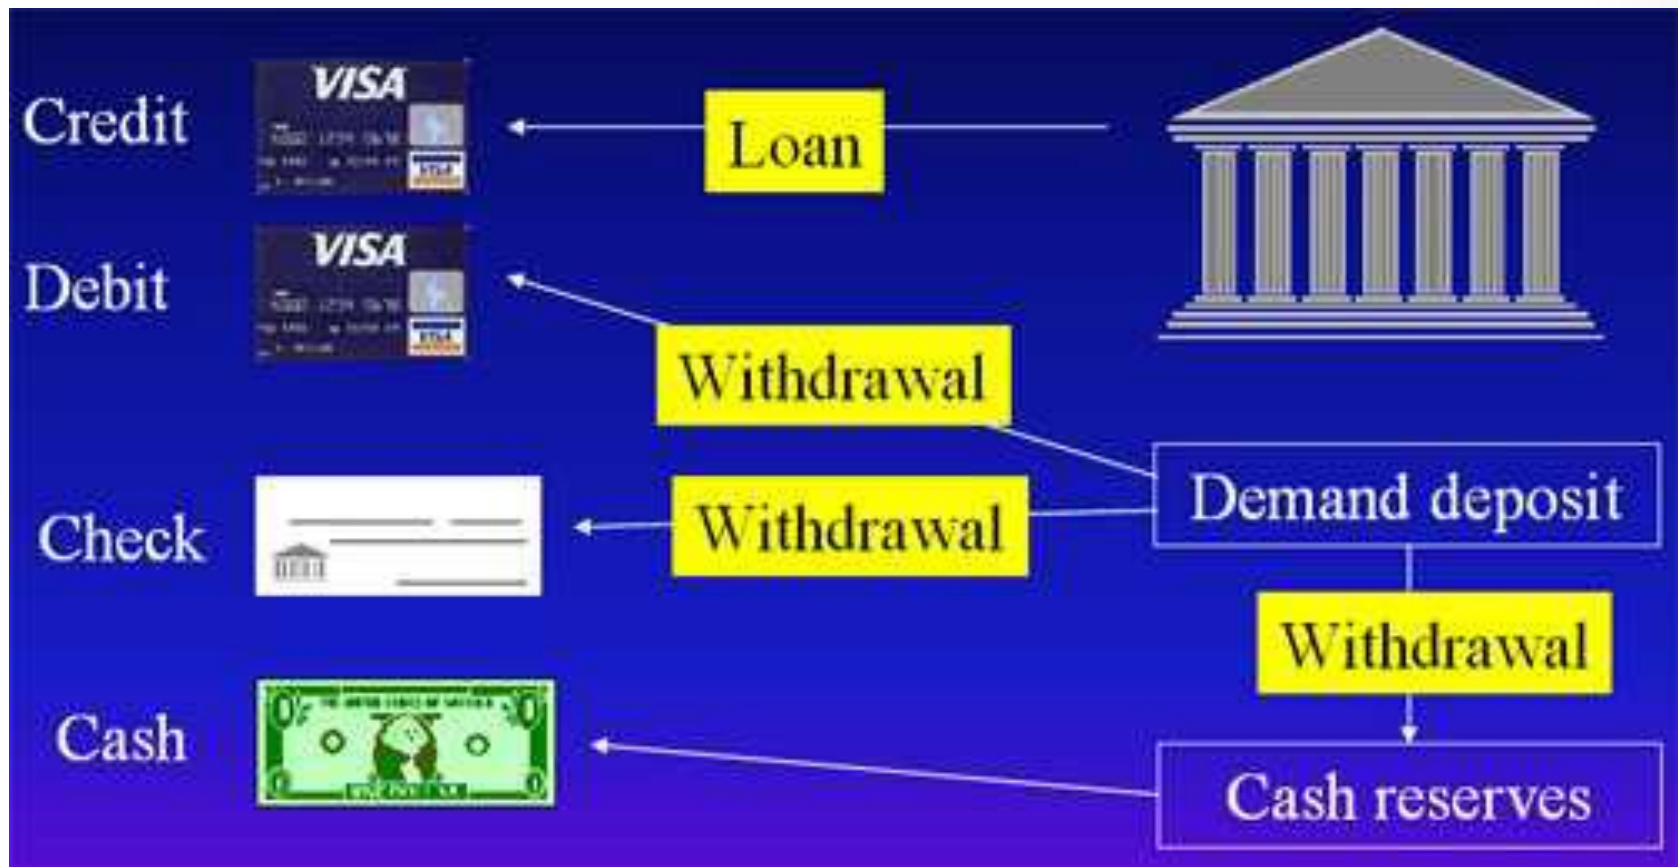 Credit
VISA
Loan
Debit
VISA
Withdrawal
Demand deposit
Check
Withdrawal
Withdrawal
Cash
Cash reserves